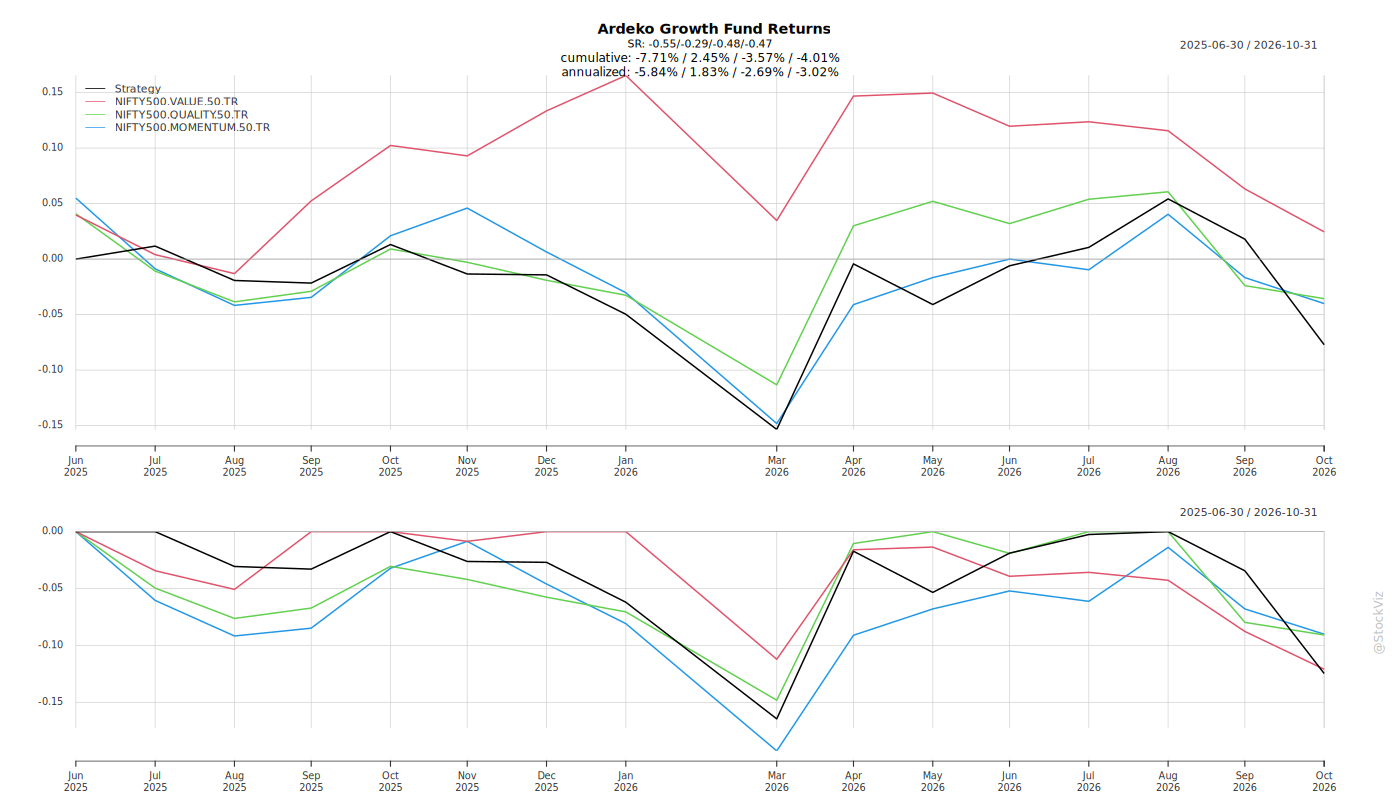 Ardeko Growth Fund Returns
SR: -0.55/-0.29/-0.48/-0.47
cumulative: -7.71% / 2.45% / -3.57% / -4.01%
annualized: -5.84% / 1.83% / -2.69% / -3.02%
2025-06-30 / 2026-10-31
Strategy
NIFTY500.VALUE.50.TR
NIFTY500.QUALITY.50.TR
NIFTY500.MOMENTUM.50.TR
0.15
0.10
0.05
0.00
-0.05
-0.10
-0.15
Jun Jul Aug Sep Oct Nov Dec Jan Mar Apr May Jun Jul Aug Sep Oct
2025 2025 2025 2025 2025 2025 2025 2026 2026 2026 2026 2026 2026 2026 2026 2026
2025-06-30 / 2026-10-31
0.00
-0.05
-0.10
-0.15
Jun Jul Aug Sep Oct Nov Dec Jan Mar Apr May Jun Jul Aug Sep Oct
2025 2025 2025 2025 2025 2025 2025 2026 2026 2026 2026 2026 2026 2026 2026 2026
@StockViz